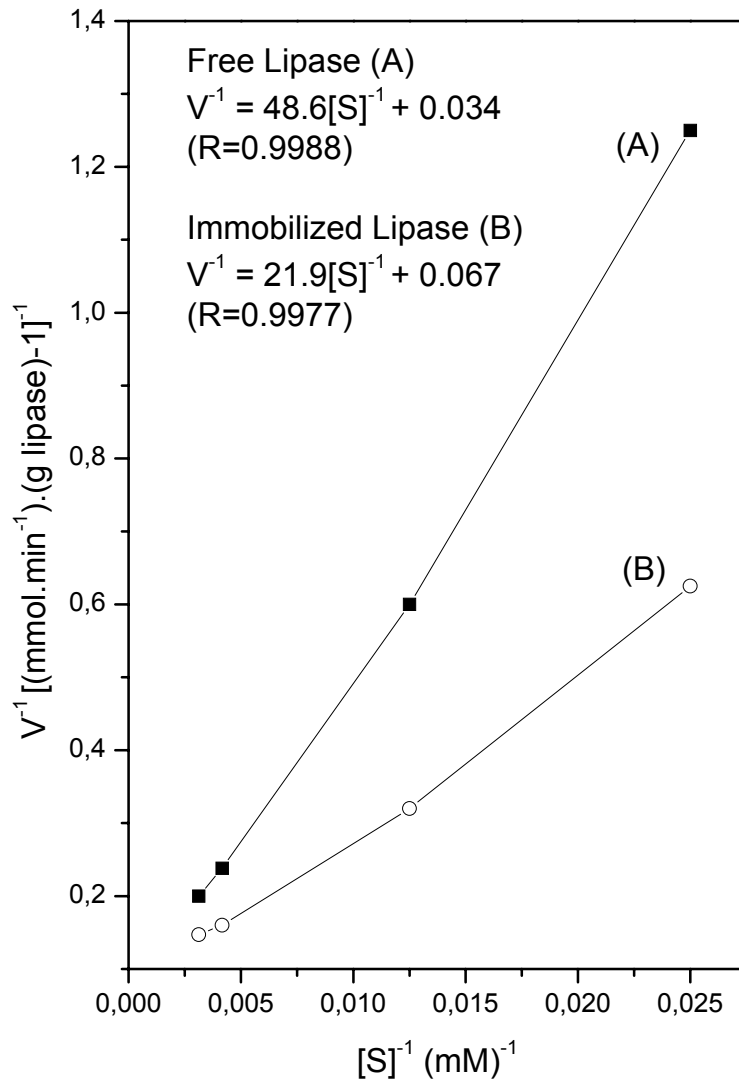 1,4
Free Lipase (A)
V⁻¹ = 48.6[S]⁻¹ + 0.034
(R=0.9988)
(A)
1,2
Immobilized Lipase (B)
V⁻¹ = 21.9[S]⁻¹ + 0.067
(R=0.9977)
1,0
0,8
(B)
0,6
0,4
0,2
V⁻¹ [(mmol.min⁻¹).(g lipase)-1]⁻¹
0,000 0,005 0,010 0,015 0,020 0,025
[S]⁻¹ (mM)⁻¹